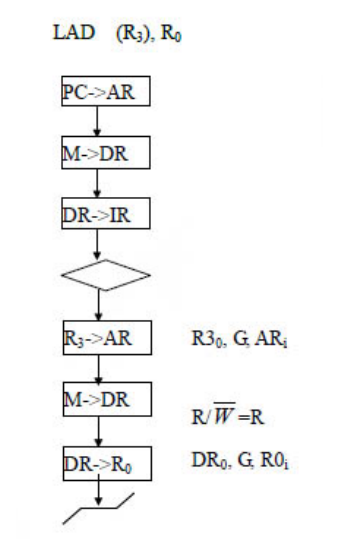 LAD (R₃), R₀
PC->AR
M->DR
DR->IR
R₃->AR R3₀, G, ARᵢ
M->DR
R/W̅=R
DR->R₀ DR₀, G, R0ᵢ